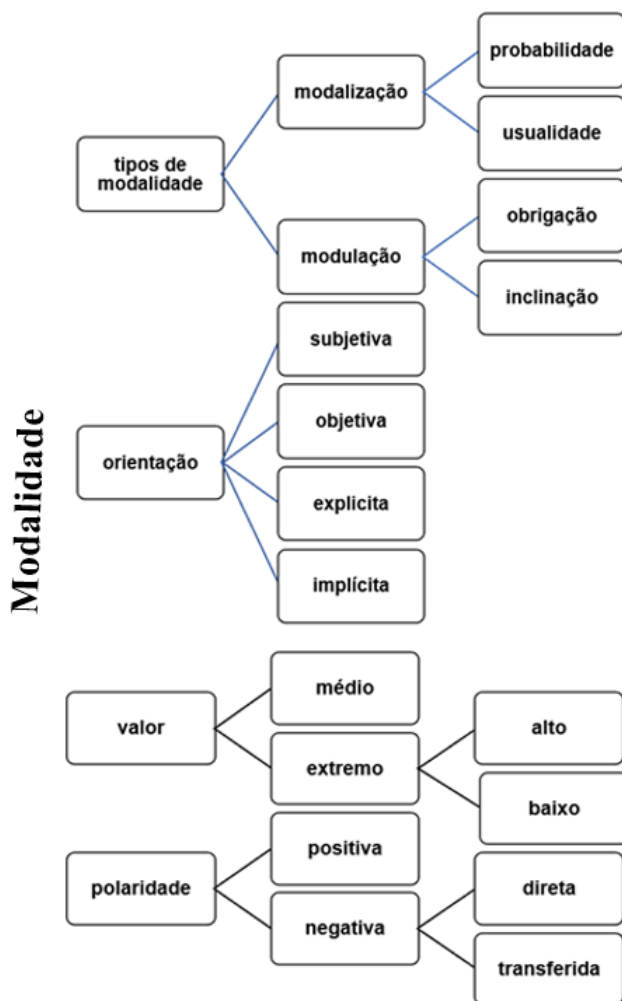 Modalidade
tipos de
modalidade
modalização
probabilidade
usualidade
modulação
obrigação
inclinação
orientação
subjetiva
objetiva
explicita
implícita
valor
médio
extremo
alto
baixo
polaridade
positiva
negativa
direta
transferida